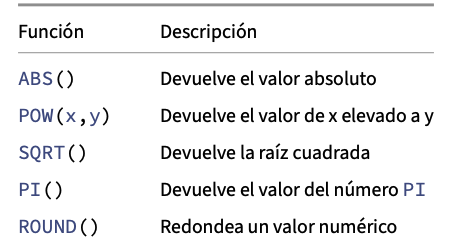 Función Descripción
ABS() Devuelve el valor absoluto
POW(x,y) Devuelve el valor de x elevado a y
SQRT() Devuelve la raíz cuadrada
PI() Devuelve el valor del número PI
ROUND() Redondea un valor numérico